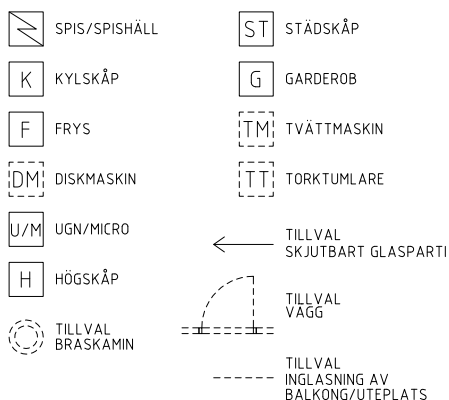 SPIS/SPISHÄLL
K KYLSKÅP
F FRYS
DM DISKMASKIN
U/M UGN/MICRO
H HÖGSKÅP
TILLVAL
BRASKAMIN
ST STÄDSKÅP
G GARDEROB
TM TVÄTTMASKIN
TT TORKTUMLARE
TILLVAL
SKJUTBART GLASPARTI
TILLVAL
VÄGG
TILLVAL
INGLASNING AV
BALKONG/UTEPLATS